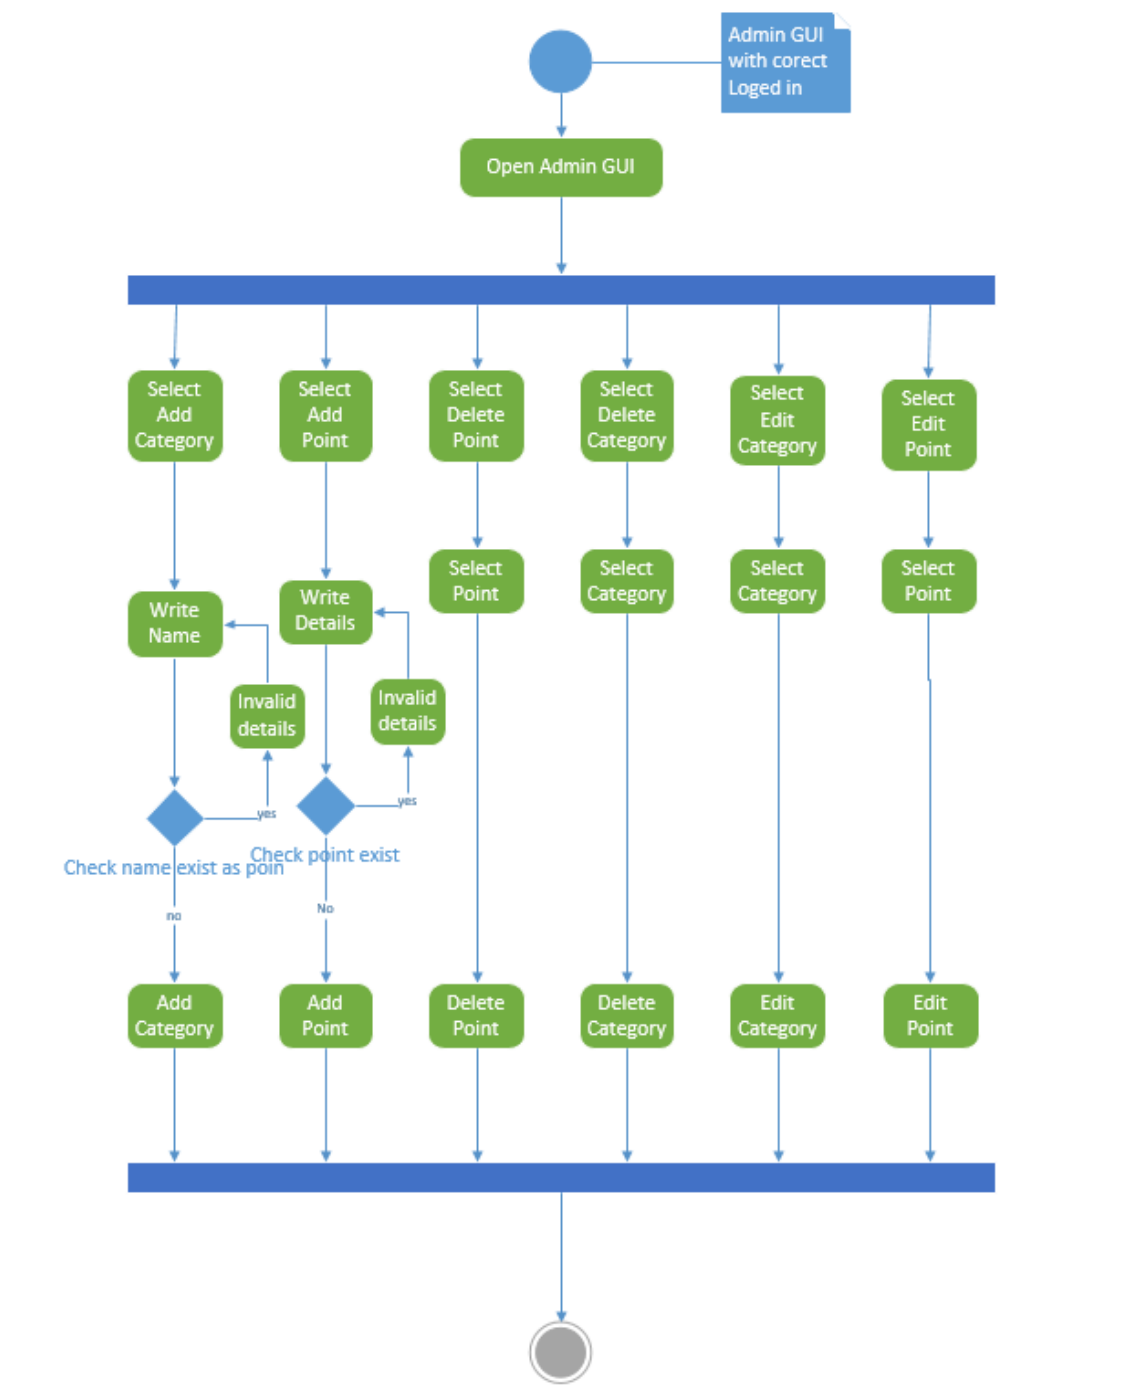 Admin GUI
with corect
Loged in
Open Admin GUI
Select
Add
Category
Select
Add
Point
Select
Delete
Point
Select
Delete
Category
Select
Edit
Category
Select
Edit
Point
Write
Name
Write
Details
Select
Point
Select
Category
Select
Category
Select
Point
Invalid
details
Invalid
details
yes
yes
Check name exist as poin
Check point exist
no
No
Add
Category
Add
Point
Delete
Point
Delete
Category
Edit
Category
Edit
Point